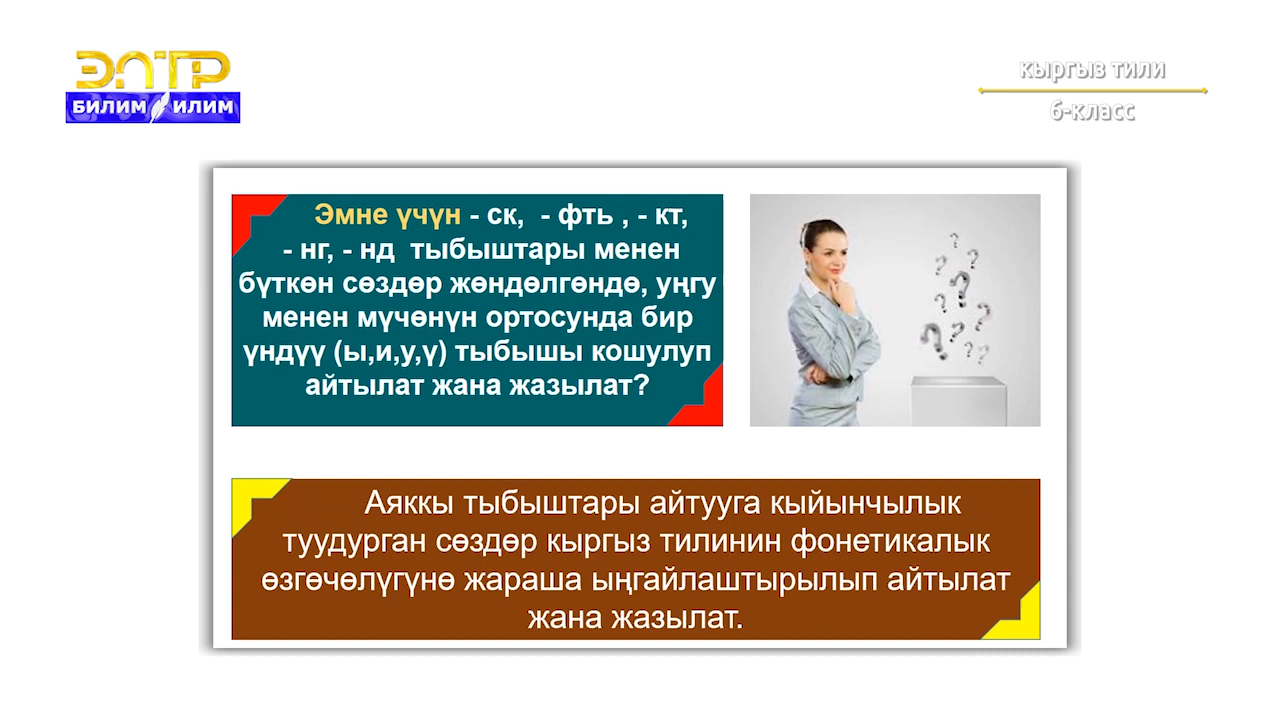 ЭЛТР
БИЛИМ ИЛИМ
кыргыз тили
6-класс
Эмне үчүн - ск,  - фть , - кт,
- нг, - нд  тыбыштары менен
бүткөн сөздөр жөндөлгөндө, уңгу
менен мүчөнүн ортосунда бир
үндүү (ы,и,у,ү) тыбышы кошулуп
айтылат жана жазылат?
Аяккы тыбыштары айтууга кыйынчылык
туудурган сөздөр кыргыз тилинин фонетикалык
өзгөчөлүгүнө жараша ыңгайлаштырылып айтылат
жана жазылат.